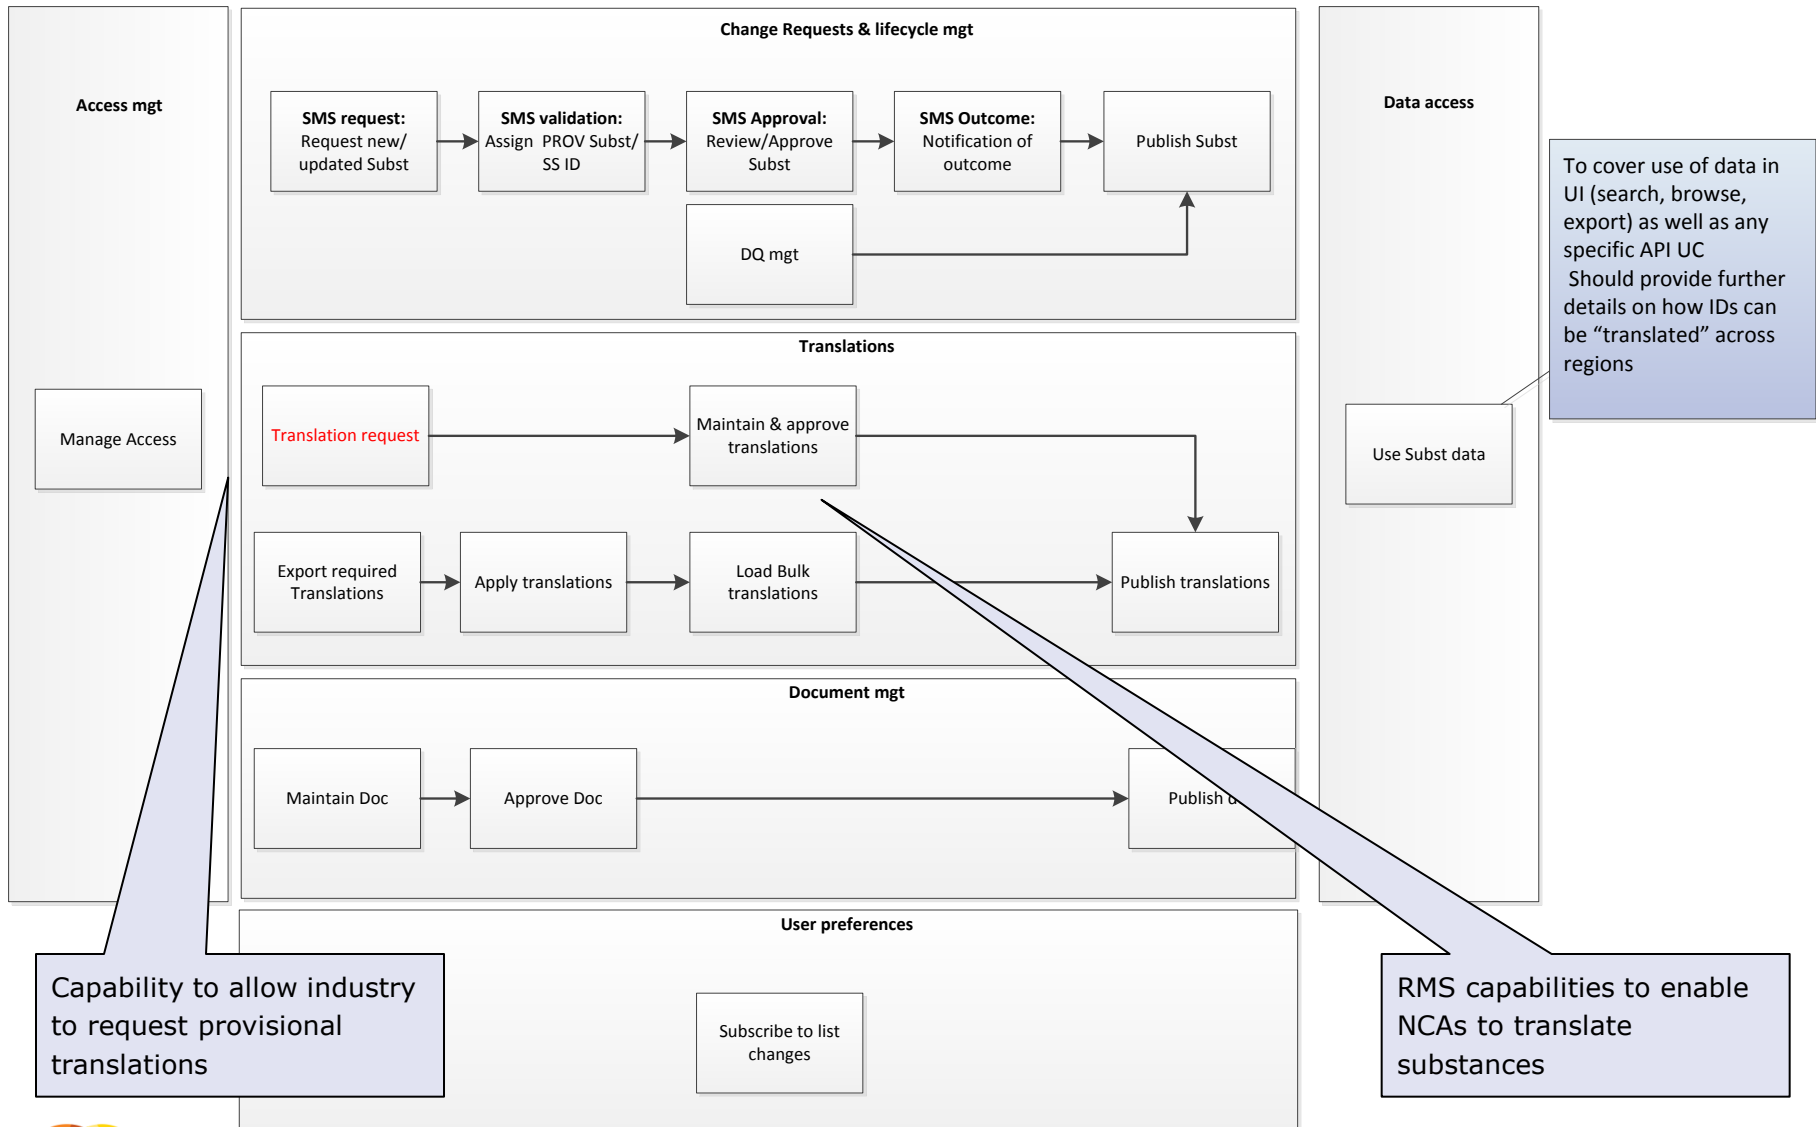 Change Requests & lifecycle mgt
Access mgt
Data access
SMS request:
Request new/
updated Subst
SMS validation:
Assign  PROV Subst/
SS ID
SMS Approval:
Review/Approve
Subst
SMS Outcome:
Notification of
outcome
Publish Subst
DQ mgt
To cover use of data in
UI (search, browse,
export) as well as any
specific API UC
Should provide further
details on how IDs can
be “translated” across
regions
Translations
Manage Access
Translation request
Maintain & approve
translations
Use Subst data
Export required
Translations
Apply translations
Load Bulk
translations
Publish translations
Document mgt
Maintain Doc
Approve Doc
Publish
User preferences
Capability to allow industry
to request provisional
translations
Subscribe to list
changes
RMS capabilities to enable
NCAs to translate
substances